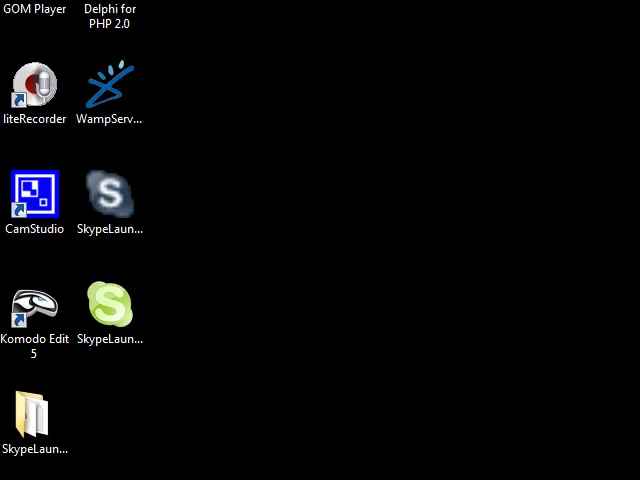 GOM Player
Delphi for
PHP 2.0
liteRecorder
WampServ...
CamStudio
SkypeLaun...
Komodo Edit
5
SkypeLaun...
SkypeLaun...